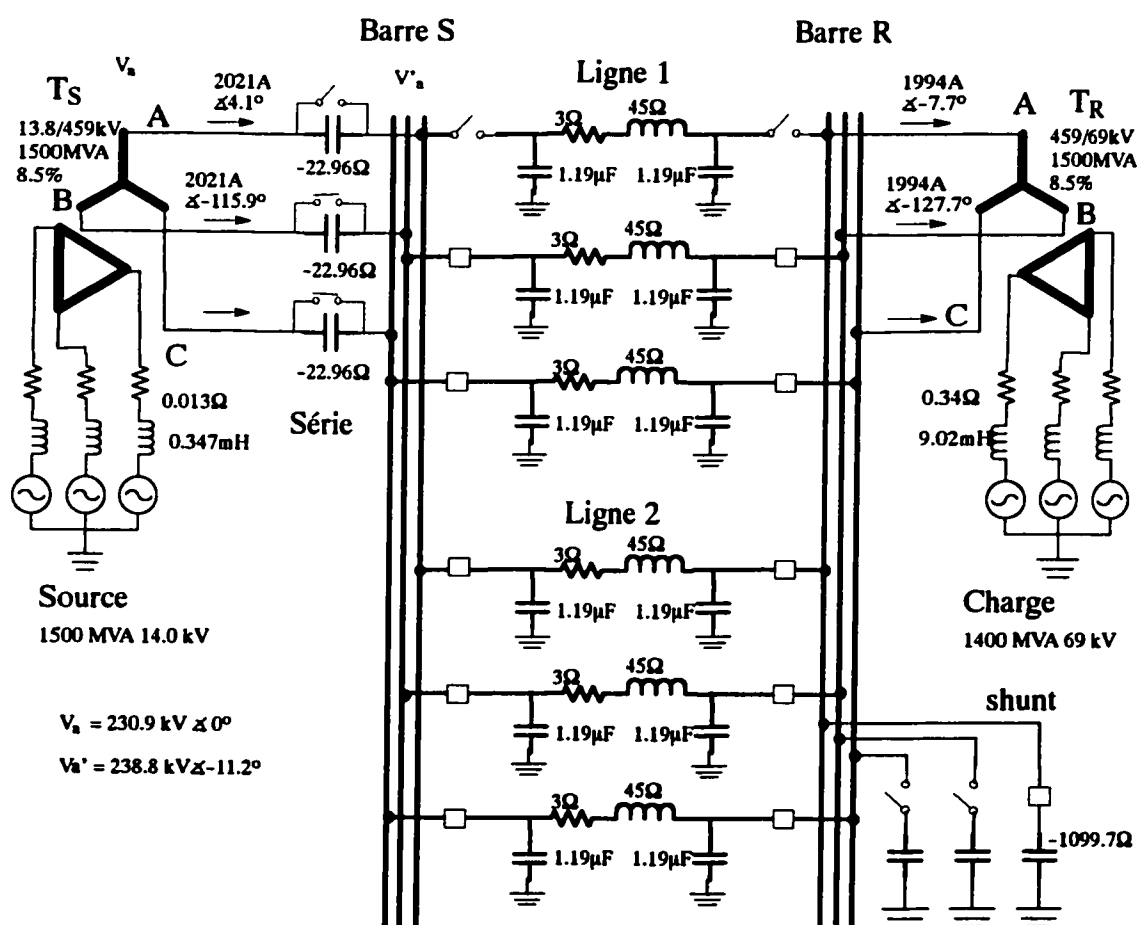 Barre S
Barre R
Va
V'a
2021A
∡4.1°
Ligne 1
1994A
∡-7.7°
TS
A
A
TR
13.8/459kV
1500MVA
8.5%
459/69kV
1500MVA
8.5%
3Ω
45Ω
-22.96Ω
1.19μF
1.19μF
B
2021A
∡-115.9°
1994A
∡-127.7°
B
3Ω
45Ω
-22.96Ω
1.19μF
1.19μF
C
C
3Ω
45Ω
-22.96Ω
1.19μF
1.19μF
0.013Ω
0.347mH
Série
0.34Ω
9.02mH
Ligne 2
3Ω
45Ω
1.19μF
1.19μF
Source
1500 MVA 14.0 kV
Charge
1400 MVA 69 kV
3Ω
45Ω
1.19μF
1.19μF
shunt
Va = 230.9 kV ∡0°
Va' = 238.8 kV∡-11.2°
3Ω
45Ω
1.19μF
1.19μF
-1099.7Ω